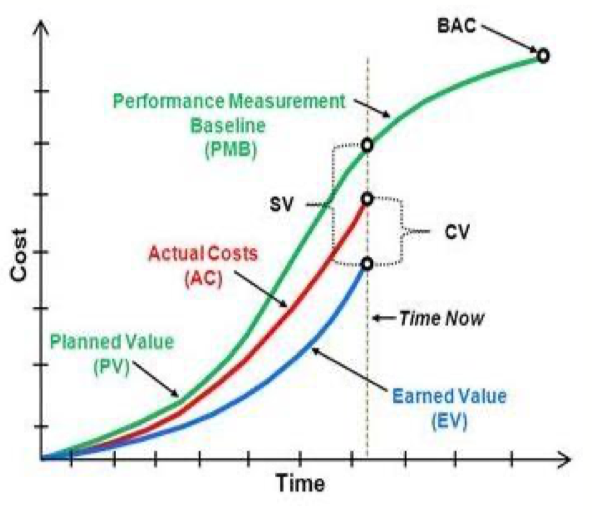 BAC
Performance Measurement
Baseline
(PMB)
SV
CV
Actual Costs
(AC)
Cost
Time Now
Planned Value
(PV)
Earned Value
(EV)
Time